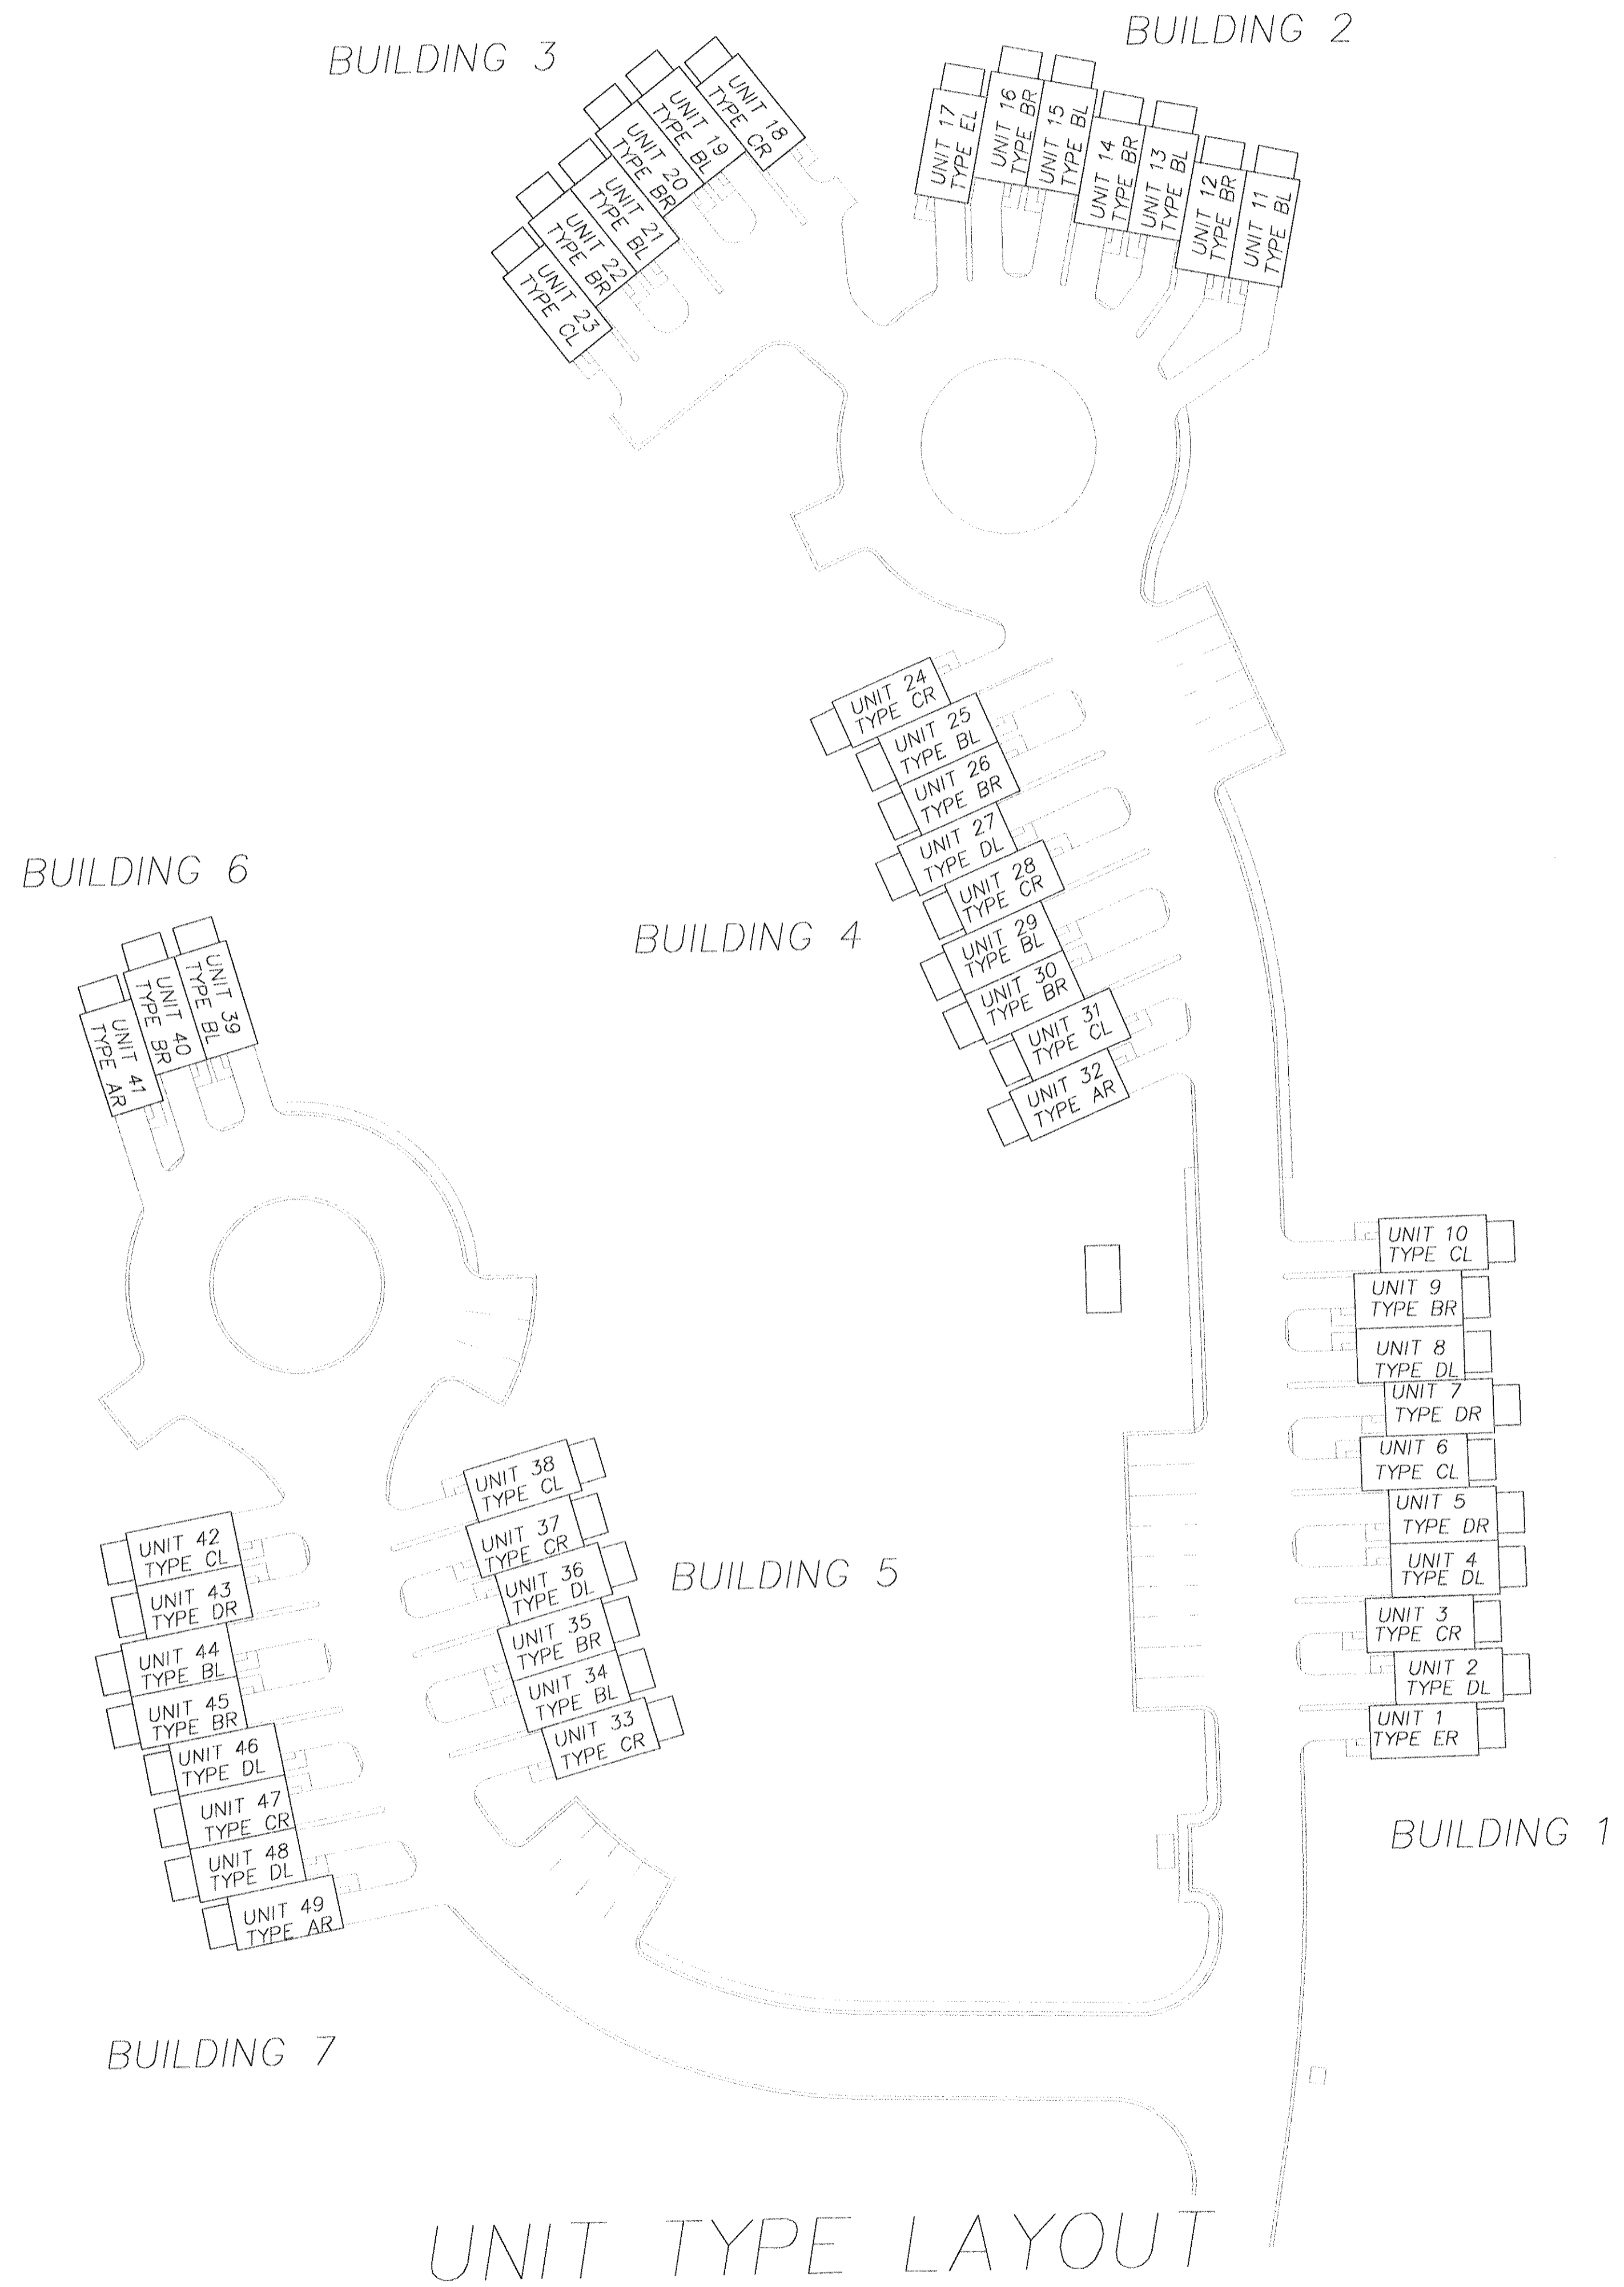 BUILDING 3
BUILDING 2
UNIT 18
TYPE CR
UNIT 19
TYPE BL
UNIT 20
TYPE BR
UNIT 21
TYPE BL
UNIT 22
TYPE BR
UNIT 23
TYPE CL
UNIT 17
TYPE EL
UNIT 16
TYPE BR
UNIT 15
TYPE BL
UNIT 14
TYPE BR
UNIT 13
TYPE BL
UNIT 12
TYPE BR
UNIT 11
TYPE BL
UNIT 24
TYPE CR
UNIT 25
TYPE BL
UNIT 26
TYPE BR
UNIT 27
TYPE DL
UNIT 28
TYPE CR
UNIT 29
TYPE BL
UNIT 30
TYPE BR
UNIT 31
TYPE CL
UNIT 32
TYPE AR
BUILDING 4
BUILDING 6
UNIT 39
TYPE BL
UNIT 40
TYPE BR
UNIT 41
TYPE AR
UNIT 10
TYPE CL
UNIT 9
TYPE BR
UNIT 8
TYPE DL
UNIT 7
TYPE DR
UNIT 6
TYPE CL
UNIT 5
TYPE DR
UNIT 4
TYPE DL
UNIT 3
TYPE CR
UNIT 2
TYPE DL
UNIT 1
TYPE ER
BUILDING 1
UNIT 38
TYPE CL
UNIT 37
TYPE CR
UNIT 36
TYPE DL
UNIT 35
TYPE BR
UNIT 34
TYPE BL
UNIT 33
TYPE CR
BUILDING 5
UNIT 42
TYPE CL
UNIT 43
TYPE DR
UNIT 44
TYPE BL
UNIT 45
TYPE BR
UNIT 46
TYPE DL
UNIT 47
TYPE CR
UNIT 48
TYPE DL
UNIT 49
TYPE AR
BUILDING 7
UNIT TYPE LAYOUT